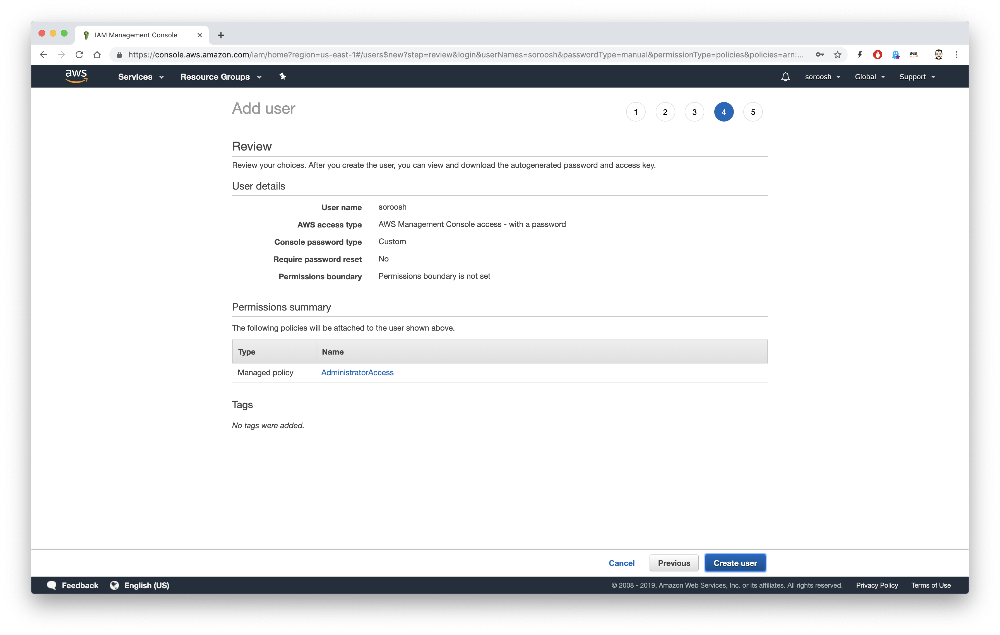 IAM Management Console
https://console.aws.amazon.com/iam/home?region=us-east-1#/users$new?step=review&login&userNames=soroosh&passwordType=manual&permissionType=policies&policies=arn:...
aea
aws Services Resource Groups soroosh Global Support
Add user
1 2 3 4 5
Review
Review your choices. After you create the user, you can view and download the autogenerated password and access key.
User details
User name soroosh
AWS access type AWS Management Console access - with a password
Console password type Custom
Require password reset No
Permissions boundary Permissions boundary is not set
Permissions summary
The following policies will be attached to the user shown above.
Type Name
Managed policy AdministratorAccess
Tags
No tags were added.
Cancel Previous Create user
Feedback English (US) © 2008 - 2019, Amazon Web Services, Inc. or its affiliates. All rights reserved. Privacy Policy Terms of Use